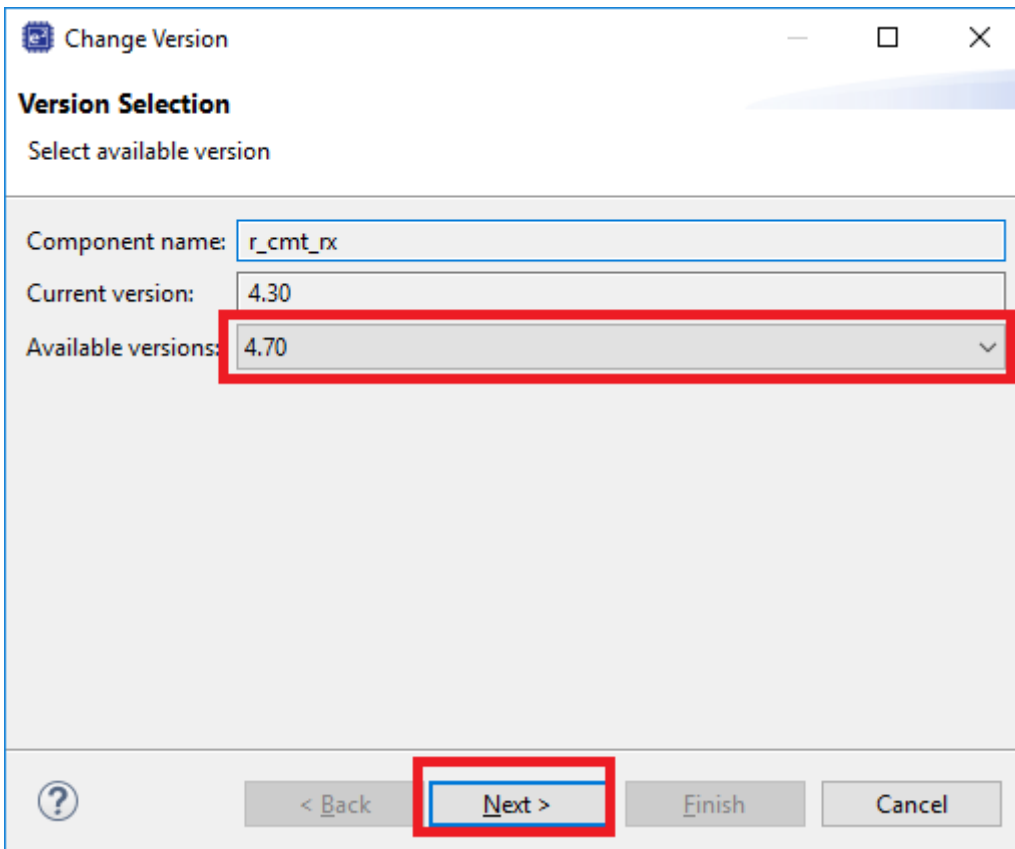 Change Version
Version Selection
Select available version
Component name: r_cmt_rx
Current version: 4.30
Available versions: 4.70
? < Back Next > Finish Cancel